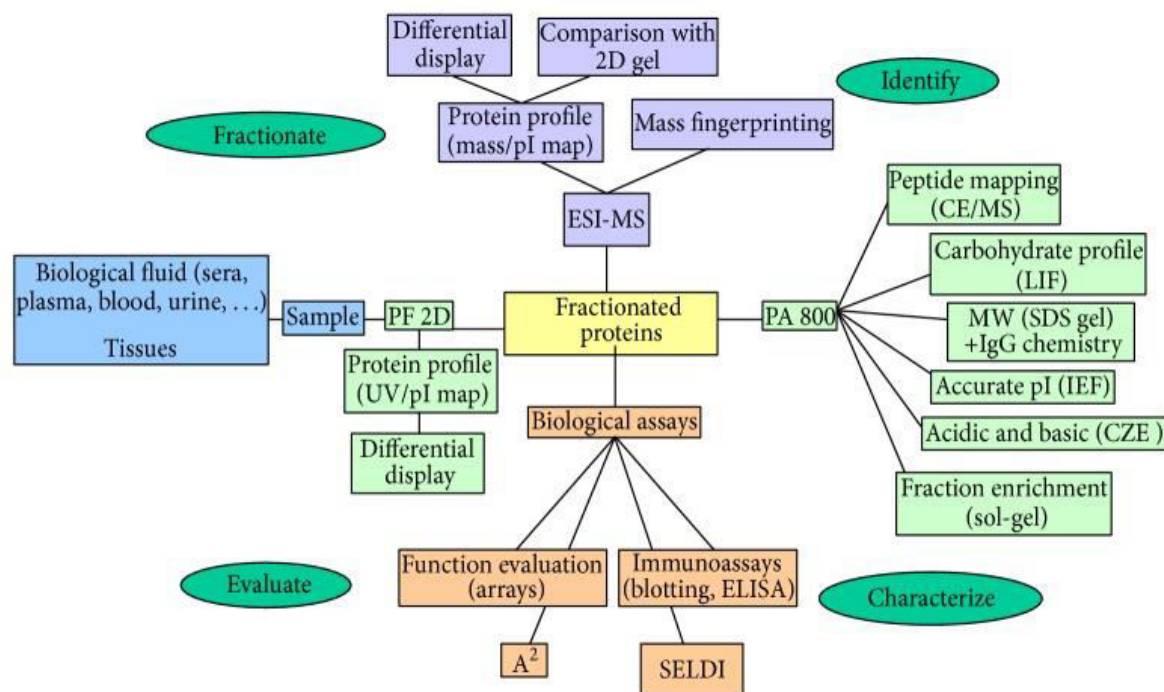 Differential
display
Comparison with
2D gel
Identify
Fractionate
Protein profile
(mass/pI map)
Mass fingerprinting
ESI-MS
Peptide mapping
(CE/MS)
Carbohydrate profile
(LIF)
Biological fluid (sera,
plasma, blood, urine, …)
Tissues
Sample
PF 2D
Fractionated
proteins
PA 800
MW (SDS gel)
+IgG chemistry
Protein profile
(UV/pI map)
Accurate pI (IEF)
Biological assays
Acidic and basic (CZE )
Differential
display
Fraction enrichment
(sol-gel)
Evaluate
Function evaluation
(arrays)
Immunoassays
(blotting, ELISA)
Characterize
A²
SELDI